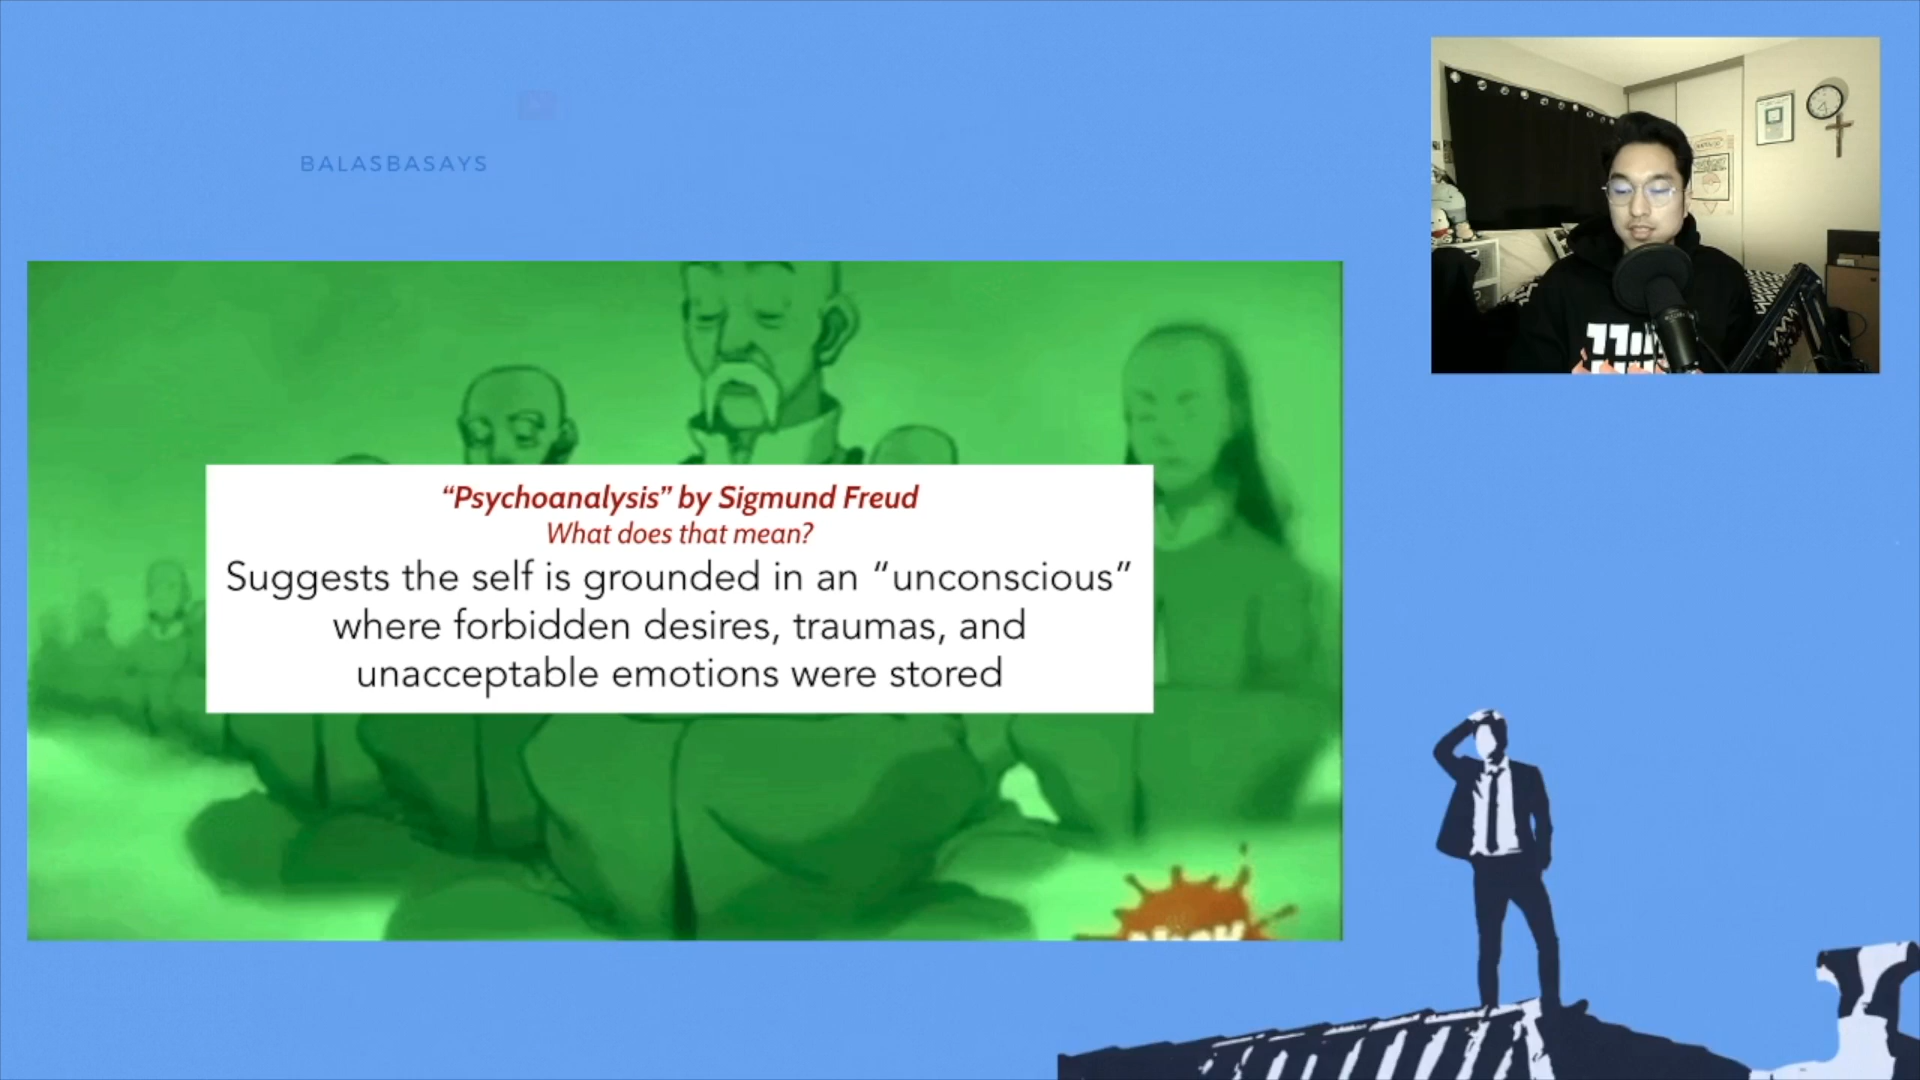 BALASBASAYS
“Psychoanalysis” by Sigmund Freud
What does that mean?
Suggests the self is grounded in an “unconscious”
where forbidden desires, traumas, and
unacceptable emotions were stored